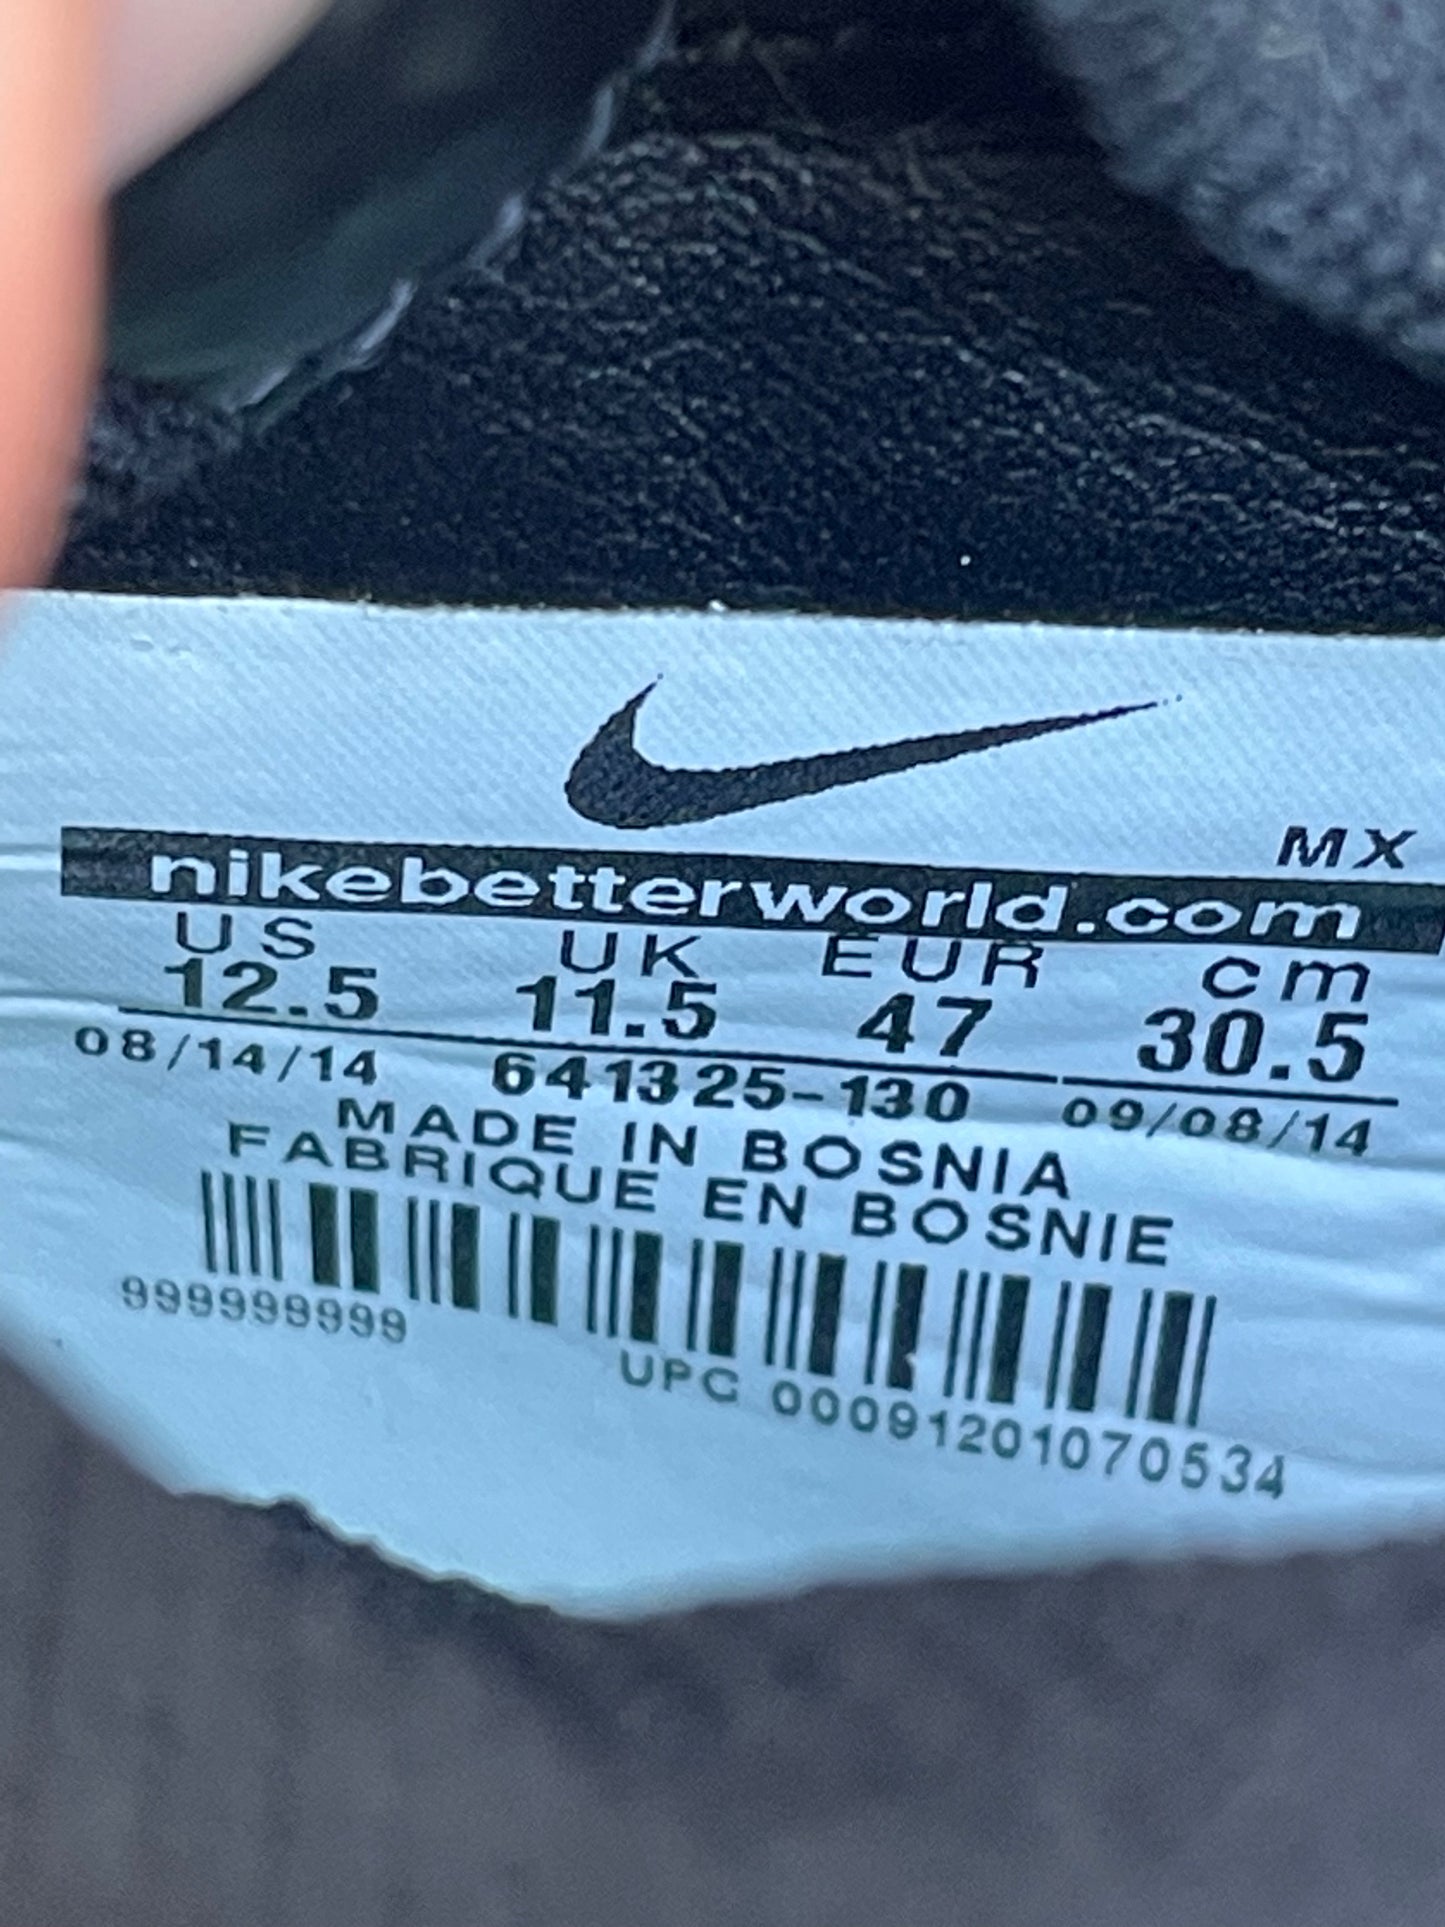 MX
nikebetterworld.com
US UK EUR cm
12.5 11.5 47 30.5
08/14/14 641325-130 09/08/14
MADE IN BOSNIA
FABRIQUE EN BOSNIE
999999999
UPC 00091201070534